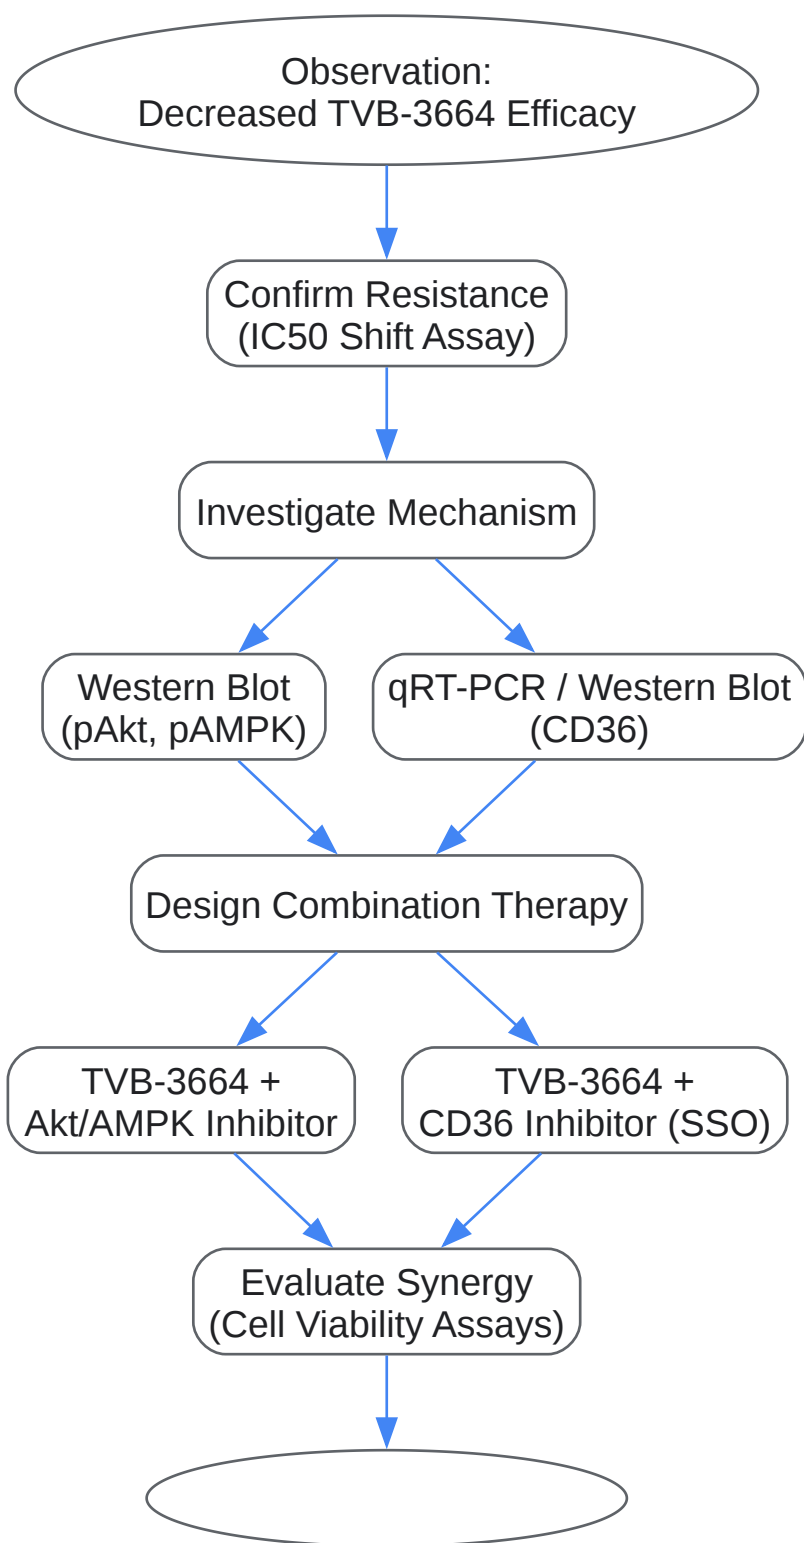 Observation:
Decreased TVB-3664 Efficacy
Confirm Resistance
(IC50 Shift Assay)
Investigate Mechanism
Western Blot
(pAkt, pAMPK)
qRT-PCR / Western Blot
(CD36)
Design Combination Therapy
TVB-3664 +
Akt/AMPK Inhibitor
TVB-3664 +
CD36 Inhibitor (SSO)
Evaluate Synergy
(Cell Viability Assays)